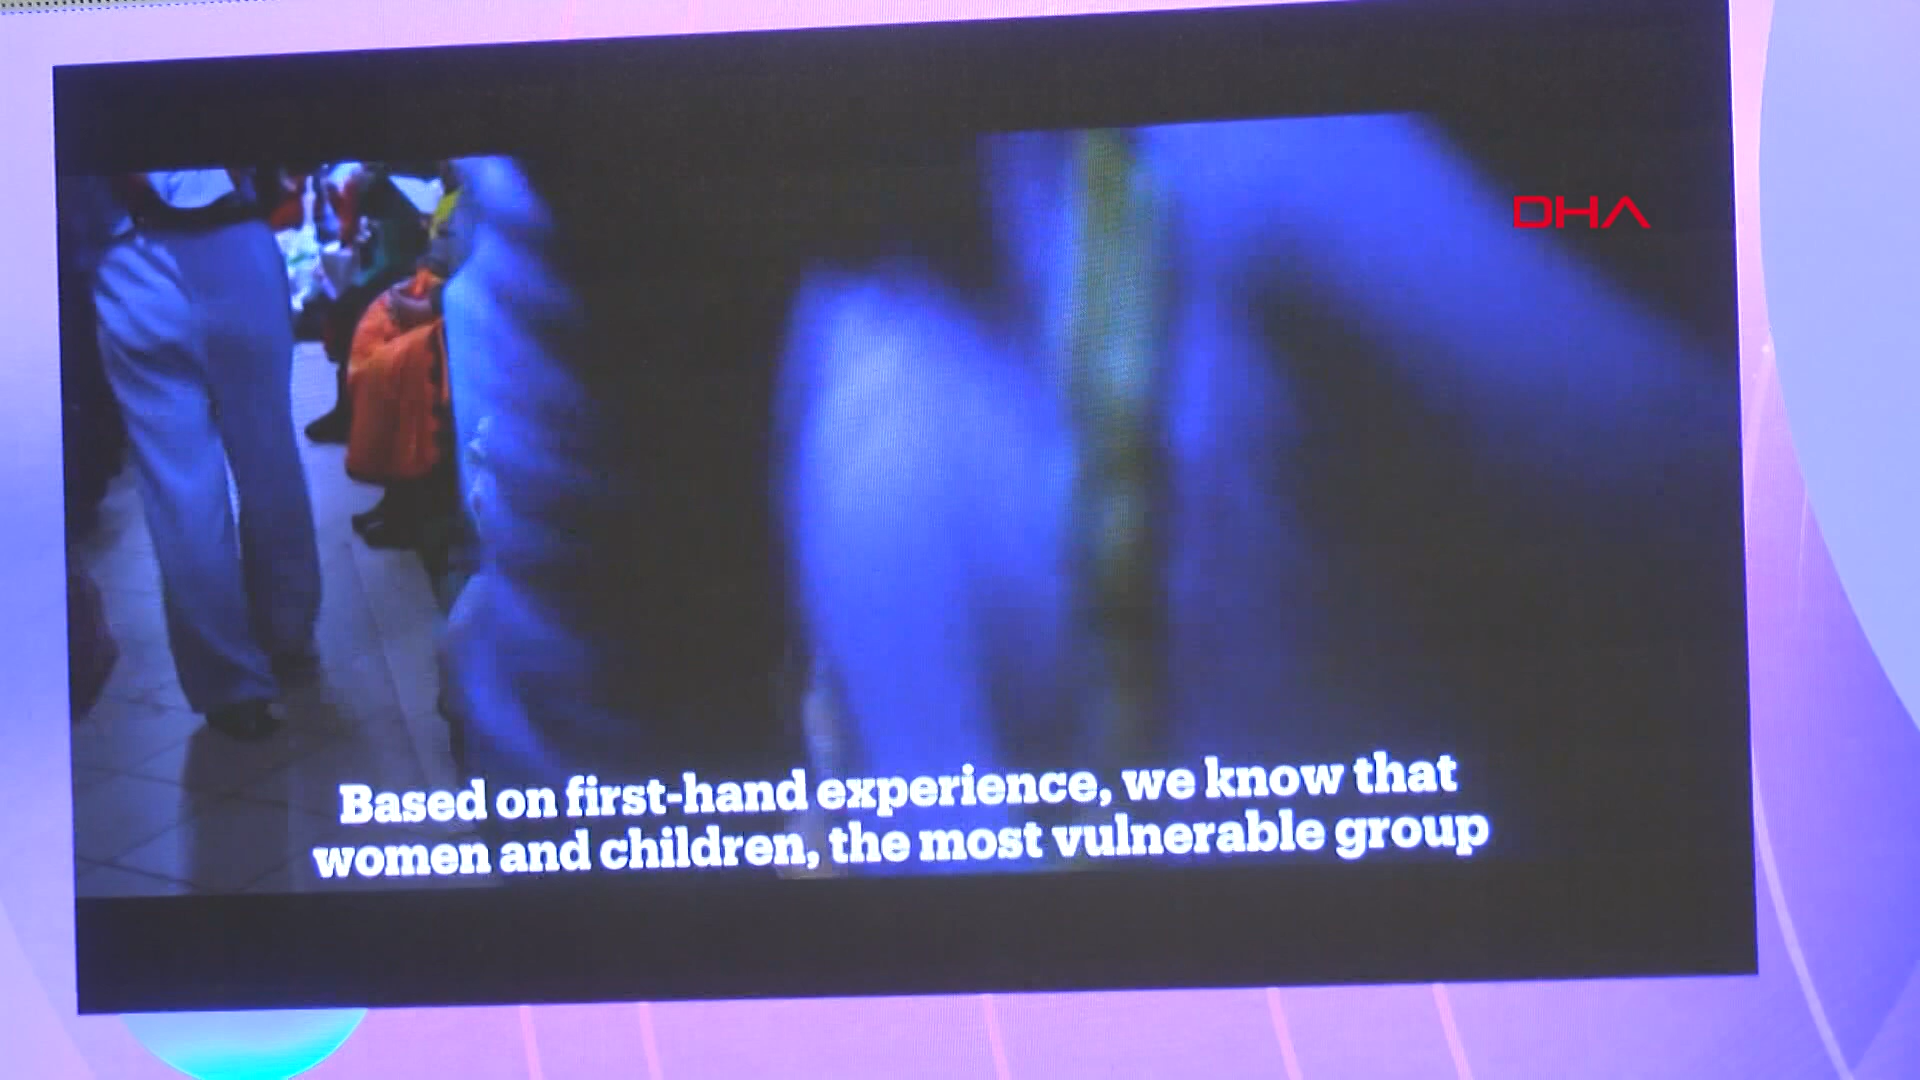 DHA
Based on first-hand experience, we know that
women and children, the most vulnerable group